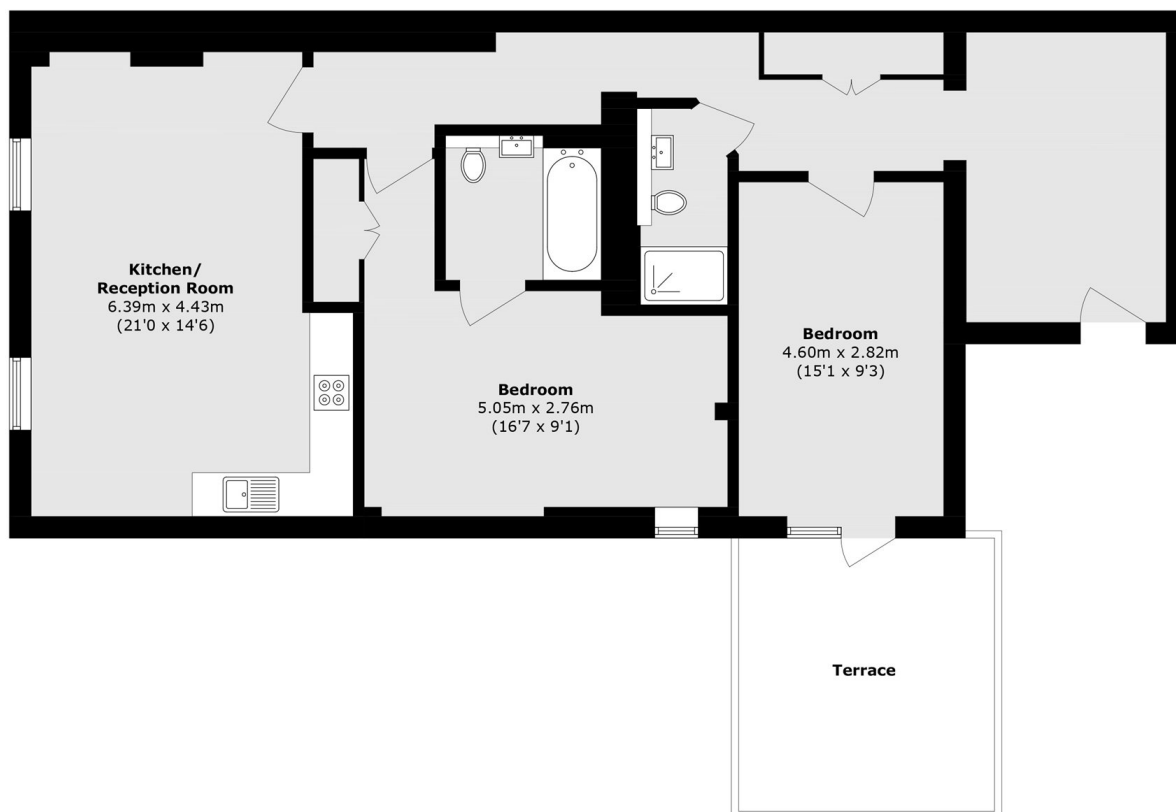 Kitchen/
Reception Room
6.39m x 4.43m
(21'0 x 14'6)
Bedroom
5.05m x 2.76m
(16'7 x 9'1)
Bedroom
4.60m x 2.82m
(15'1 x 9'3)
Terrace